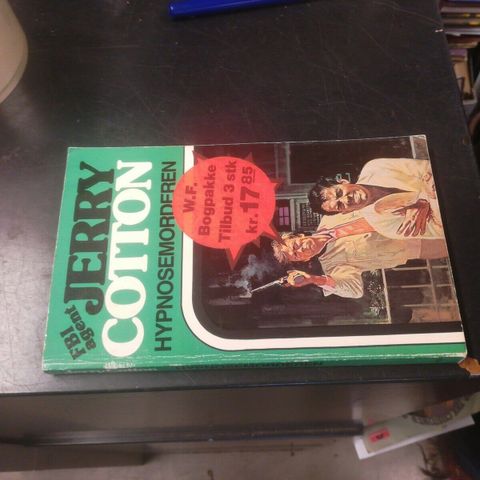 FBI
agent
JERRY
COTTON
HYPNOSEMORDEREN
W.F.
Bogpakke
Tilbud 3 stk
kr. 17 85